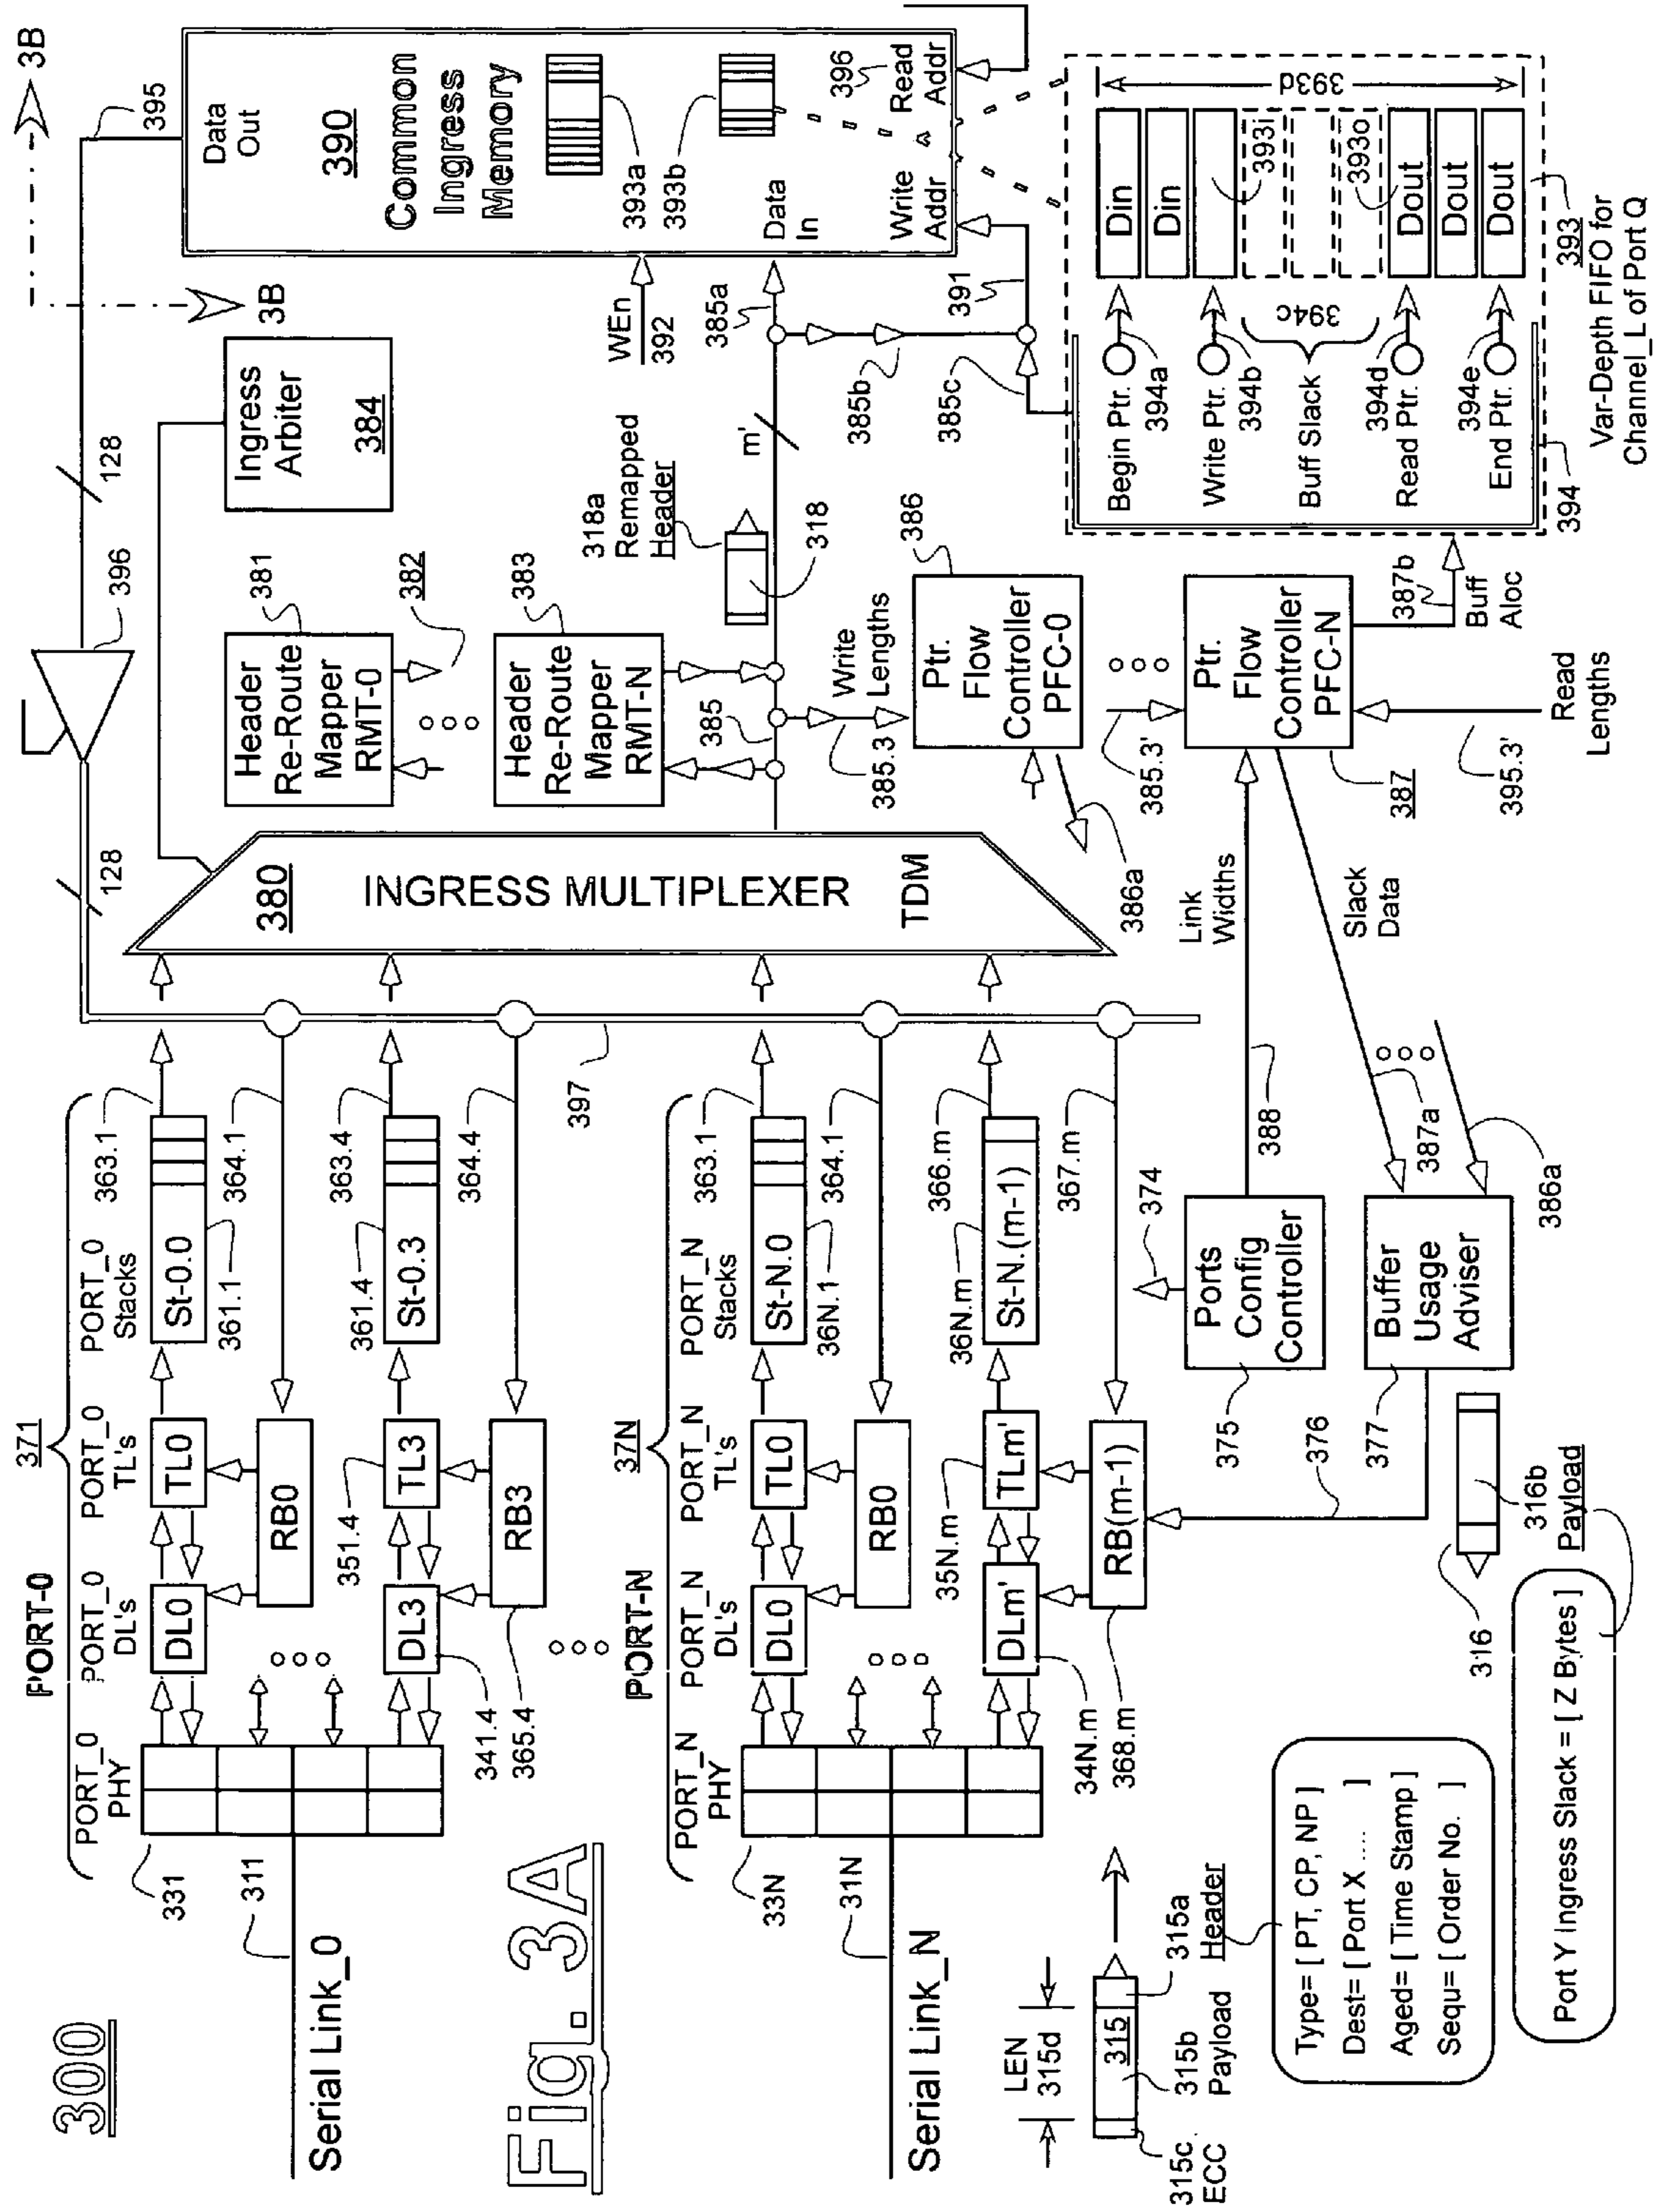 300
Fig. 3A
PORT-0
371
PORT_0
PHY
PORT_0
DL's
PORT_0
TL's
PORT_0
Stacks
331
311
Serial Link_0
DL0
TL0
St-0.0
RB0
361.1
363.1
364.1
DL3
TL3
St-0.3
RB3
351.4
361.4
363.4
364.4
341.4
365.4
397
PORT-N
37N
PORT_N
PHY
PORT_N
DL's
PORT_N
TL's
PORT_N
Stacks
33N
31N
Serial Link_N
DL0
TL0
St-N.0
RB0
36N.1
363.1
364.1
DLm'
TLm'
St-N.(m-1)
RB(m-1)
35N.m
36N.m
366.m
367.m
34N.m
368.m
LEN
315d
315
315a
Header
315b
Payload
315c
ECC
Type= [ PT, CP, NP ]
Dest= [ Port X .... ]
Aged= [ Time Stamp ]
Sequ= [ Order No. ]
Port Y Ingress Slack = [ Z Bytes ]
316
316b
Payload
374
Ports
Config
Controller
375
376
Buffer
Usage
Adviser
377
388
387a
386a
Link
Widths
Slack
Data
380
INGRESS MULTIPLEXER
TDM
128
396
128
395
Ingress
Arbiter
384
Header
Re-Route
Mapper
RMT-0
381
382
Header
Re-Route
Mapper
RMT-N
383
385
318a
Remapped
Header
318
m'
Write
Lengths
385.3
Ptr.
Flow
Controller
PFC-0
386
386a
385.3'
Ptr.
Flow
Controller
PFC-N
387
387b
Buff
Aloc
395.3'
Read
Lengths
3B
3B
Data
Out
390
Common
Ingress
Memory
393a
393b
WEn
392
385a
Data
In
Write
Addr
396
Read
Addr
385b
385c
391
Begin Ptr.
394a
Write Ptr.
394b
Buff Slack
394c
Read Ptr.
394d
End Ptr.
394e
Din
Din
393i
393o
Dout
Dout
Dout
393d
393
394
Var-Depth FIFO for
Channel_L of Port Q